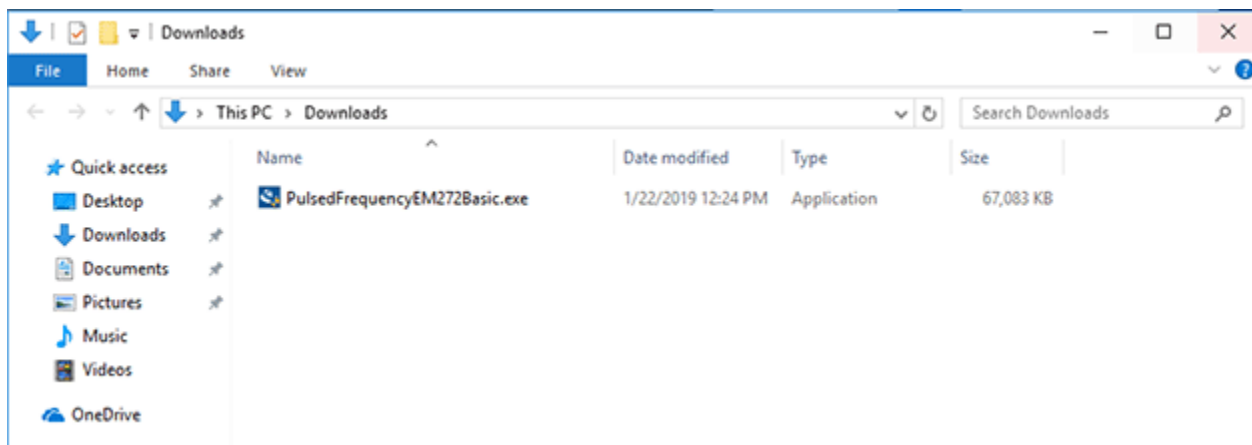 Downloads
File Home Share View
This PC > Downloads Search Downloads
Name Date modified Type Size
PulsedFrequencyEM272Basic.exe 1/22/2019 12:24 PM Application 67,083 KB
Quick access
Desktop
Downloads
Documents
Pictures
Music
Videos
OneDrive